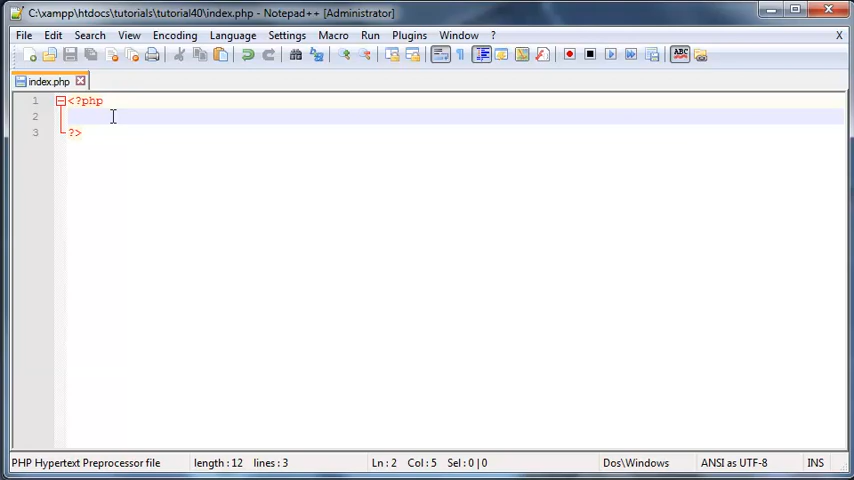 C:\xampp\htdocs\tutorials\tutorial40\index.php - Notepad++ [Administrator]
File Edit Search View Encoding Language Settings Macro Run Plugins Window ? X
ABC
index.php
1 <?php
2
3 ?>
PHP Hypertext Preprocessor file length : 12 lines : 3 Ln : 2 Col : 5 Sel : 0 | 0 Dos\Windows ANSI as UTF-8 INS